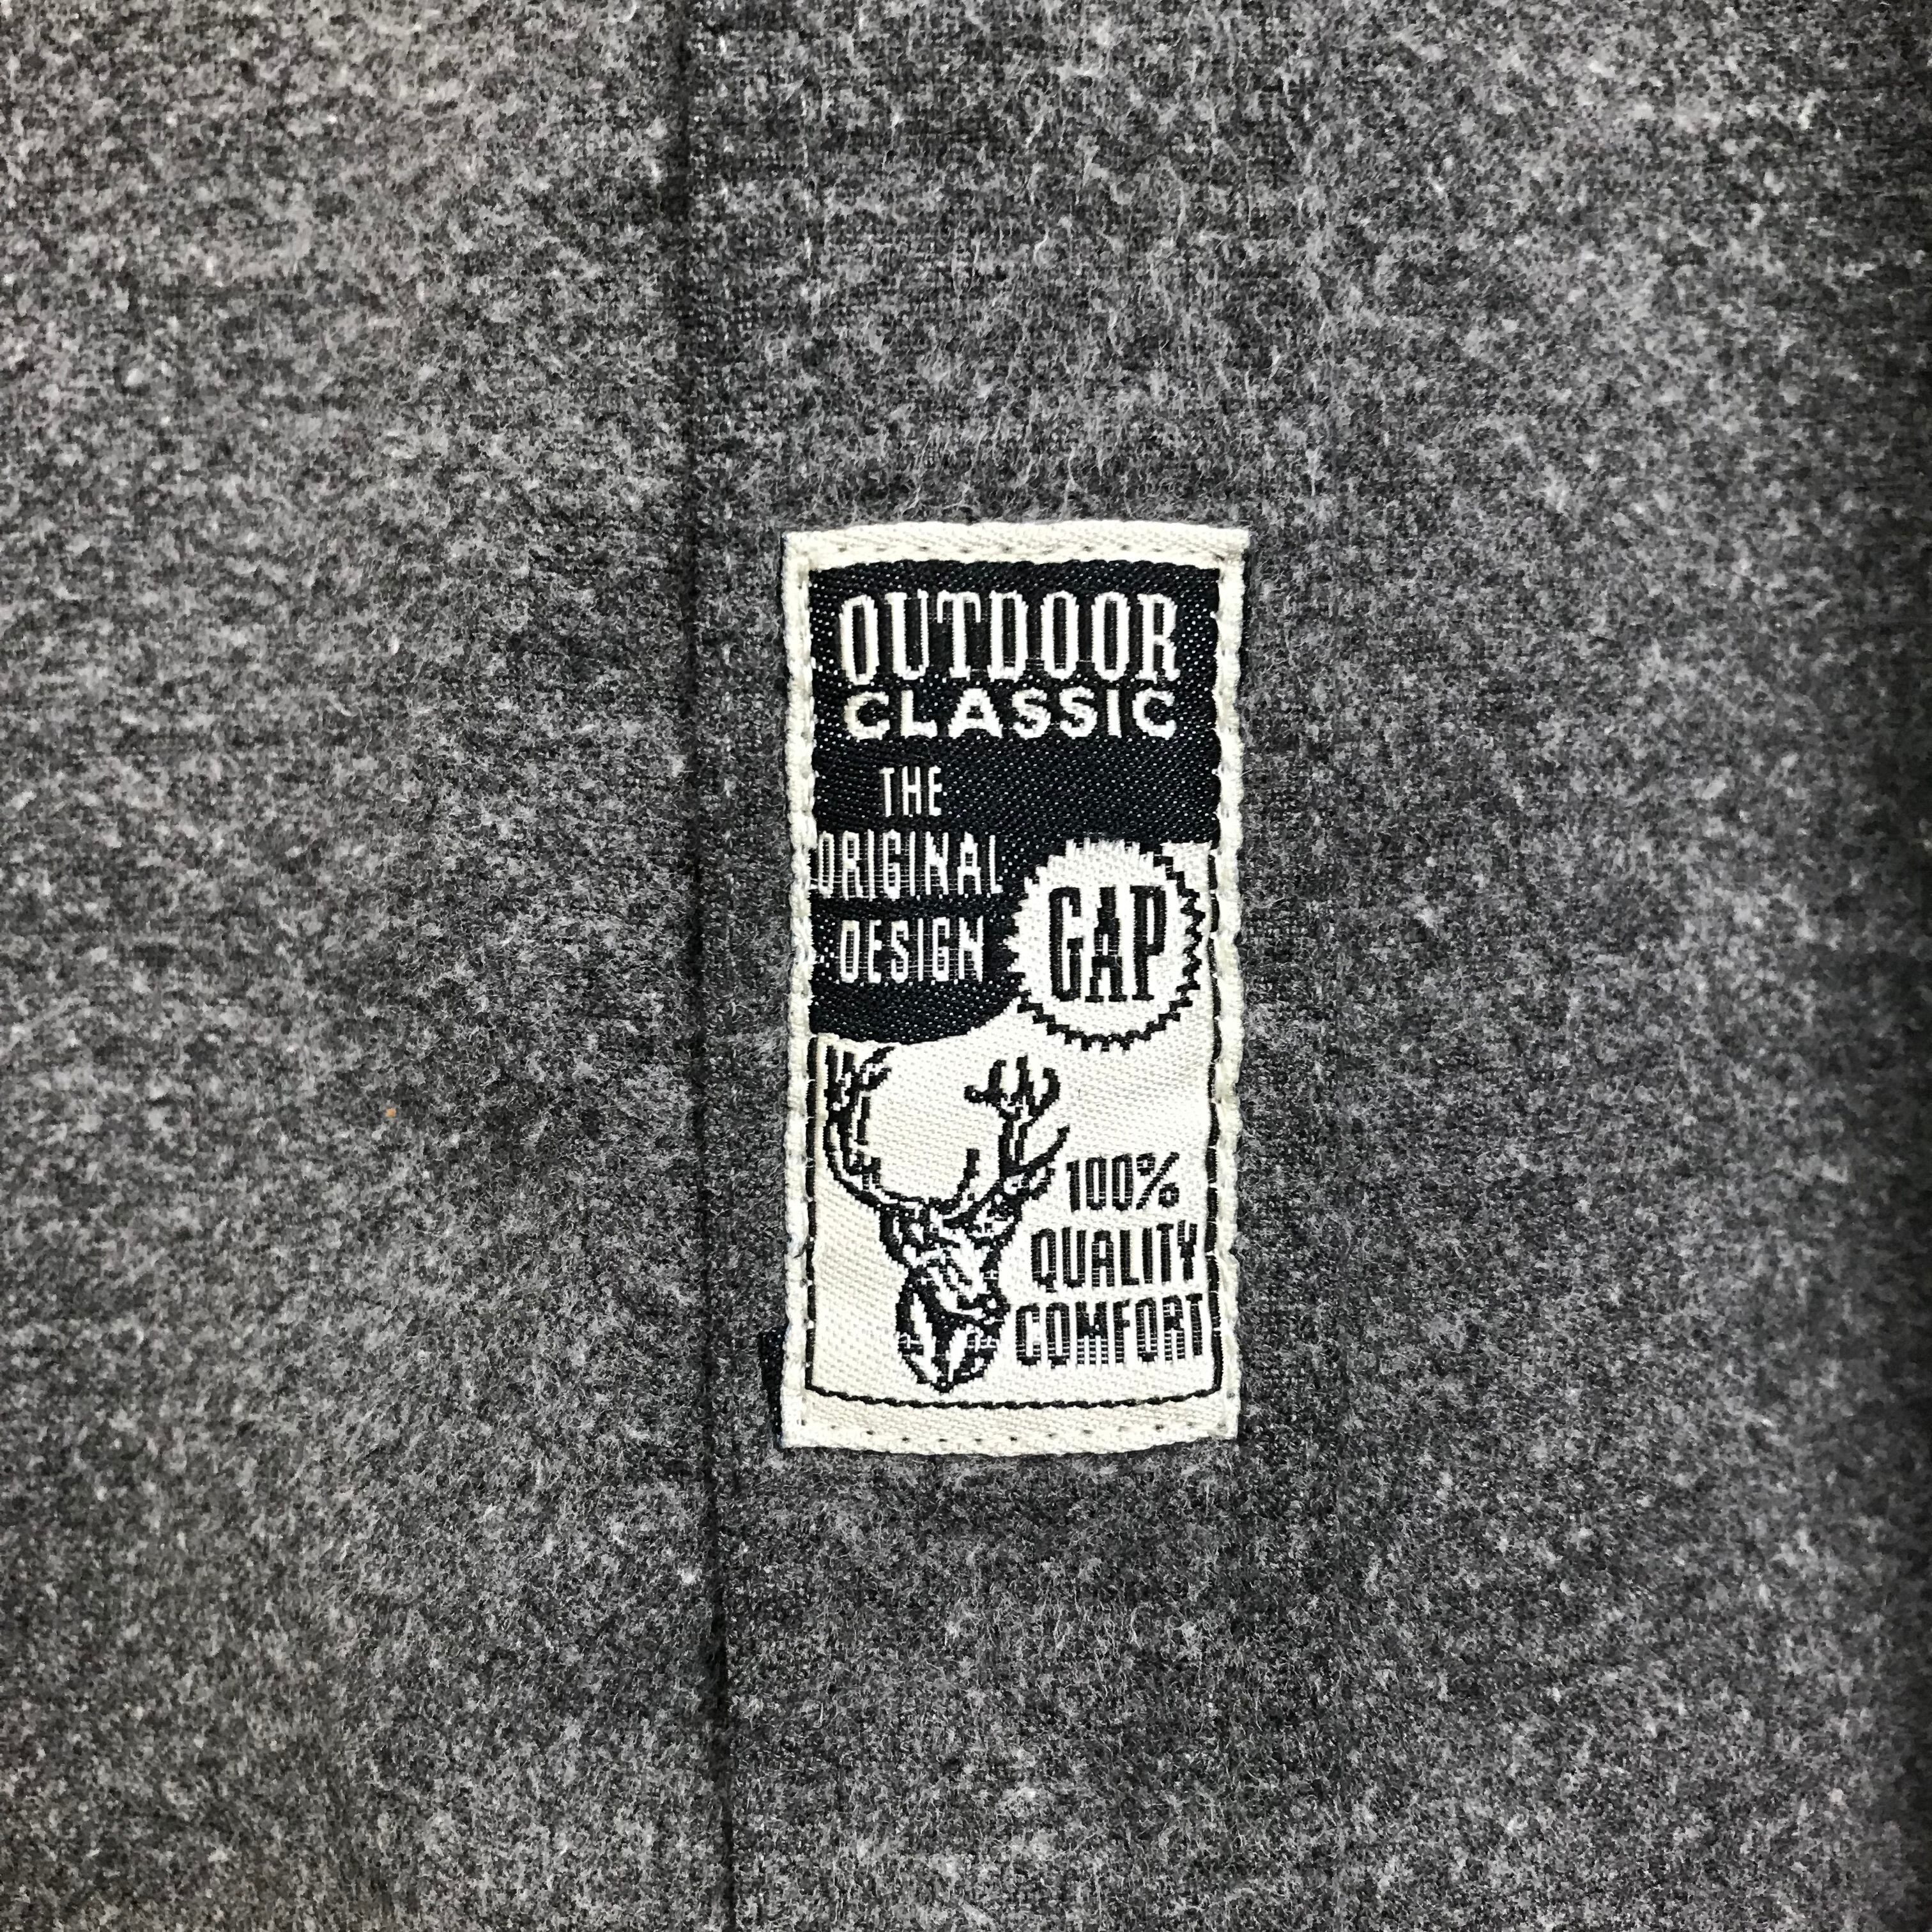 OUTDOOR
CLASSIC
THE
ORIGINAL
DESIGN
GAP
100%
QUALITY
COMFORT